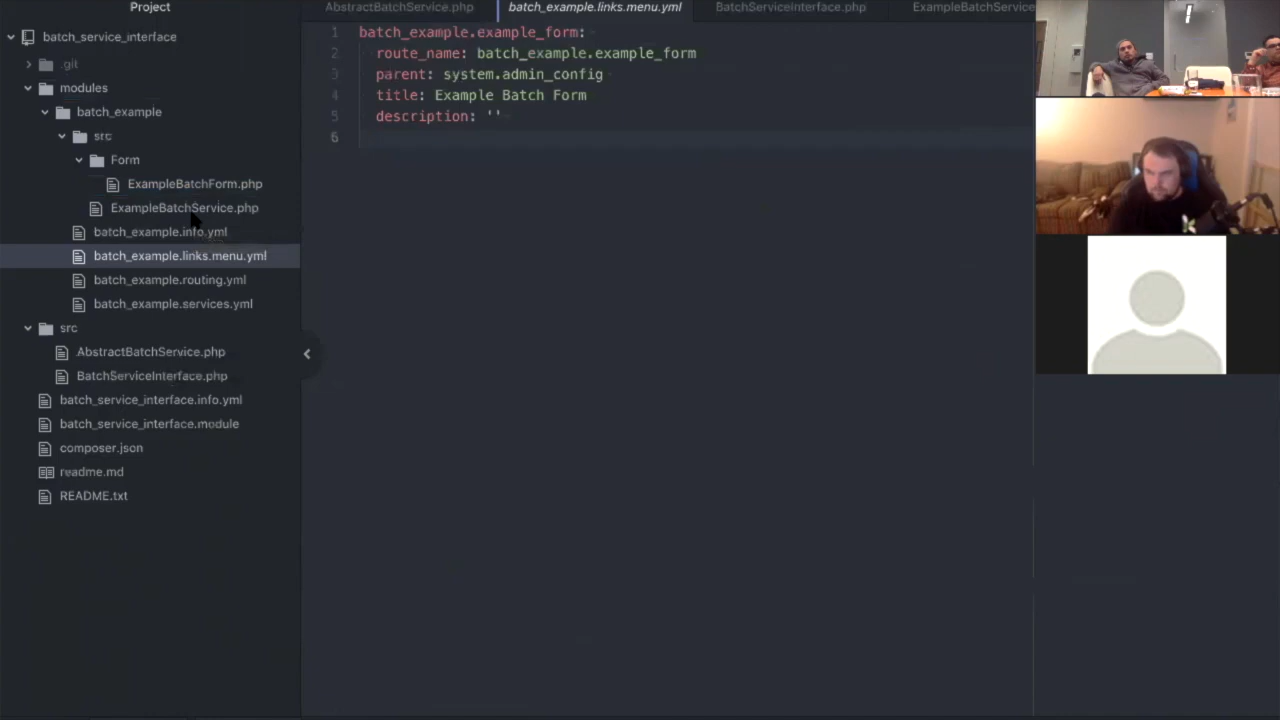 Project
batch_service_interface
.git
modules
batch_example
src
Form
ExampleBatchForm.php
ExampleBatchService.php
batch_example.info.yml
batch_example.links.menu.yml
batch_example.routing.yml
batch_example.services.yml
src
AbstractBatchService.php
BatchServiceInterface.php
batch_service_interface.info.yml
batch_service_interface.module
composer.json
readme.md
README.txt
AbstractBatchService.php
batch_example.links.menu.yml
BatchServiceInterface.php
ExampleBatchService
1 batch_example.example_form:
2 route_name: batch_example.example_form
3 parent: system.admin_config
4 title: Example Batch Form
5 description: ''
6